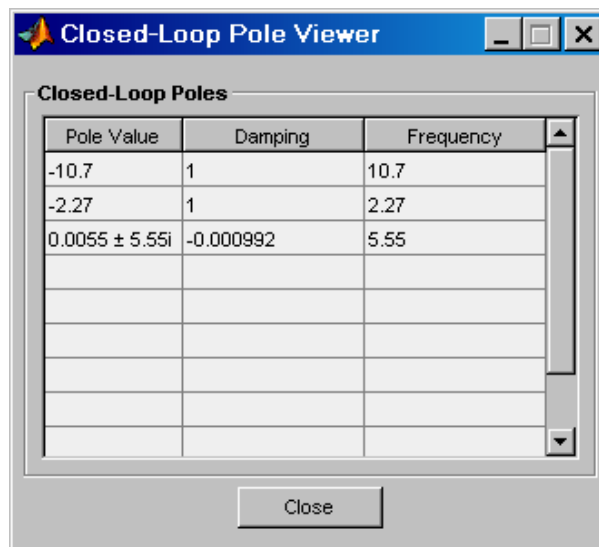 Closed-Loop Pole Viewer
Closed-Loop Poles
Pole Value Damping Frequency
-10.7 1 10.7
-2.27 1 2.27
0.0055 ± 5.55i -0.000992 5.55
Close